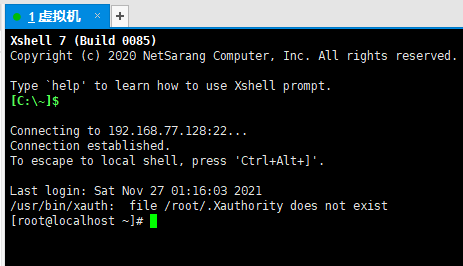 1 虚拟机 × +
Xshell 7 (Build 0085)
Copyright (c) 2020 NetSarang Computer, Inc. All rights reserved.
Type `help' to learn how to use Xshell prompt.
[C:\~]$
Connecting to 192.168.77.128:22...
Connection established.
To escape to local shell, press 'Ctrl+Alt+]'.
Last login: Sat Nov 27 01:16:03 2021
/usr/bin/xauth:  file /root/.Xauthority does not exist
[root@localhost ~]#